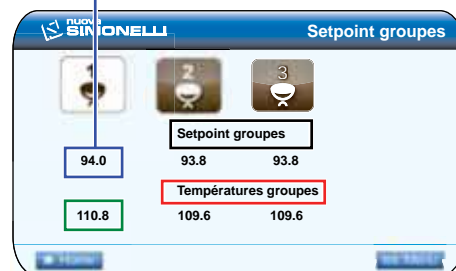 nuova
SIMONELLI Setpoint groupes
1 2 3
Setpoint groupes
94.0 93.8 93.8
Températures groupes
110.8 109.6 109.6
Home